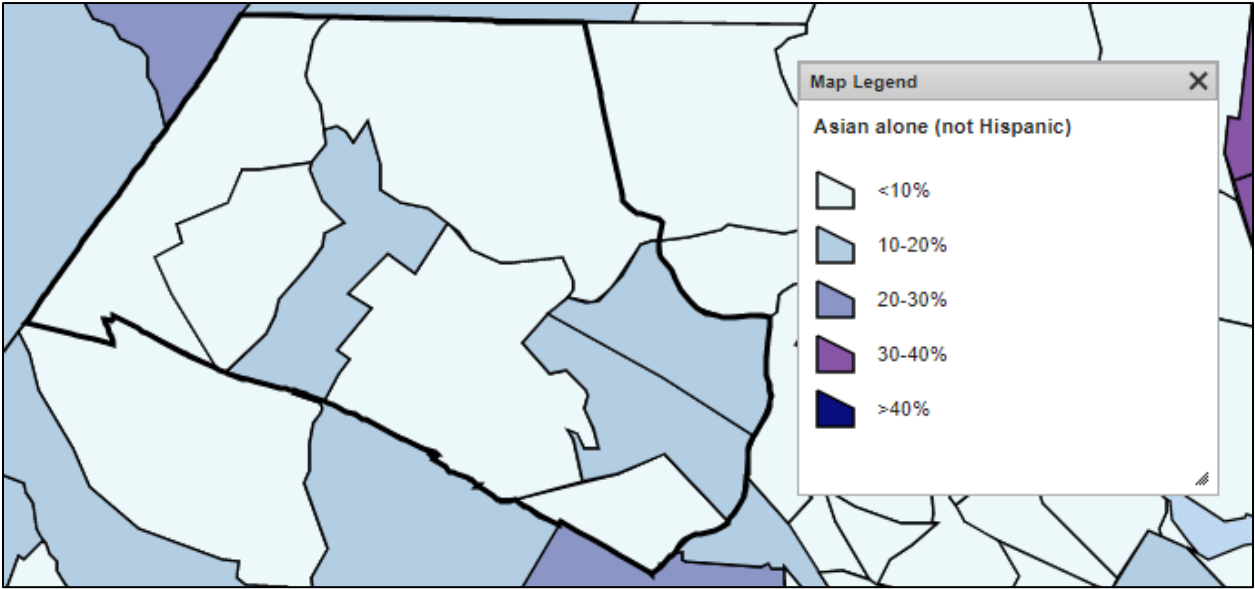 Map Legend
Asian alone (not Hispanic)
<10%
10-20%
20-30%
30-40%
>40%